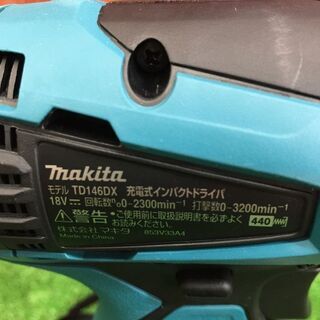 makita
モデル TD146DX 充電式インパクトドライバ
18V⎓ 回転数n₀0-2300min⁻¹ 打撃数0-3200min⁻¹
⚠警告 ・ご使用前に取扱説明書を必ずよくお読みください。 440
株式会社マキタ 853V33A4
Made in China